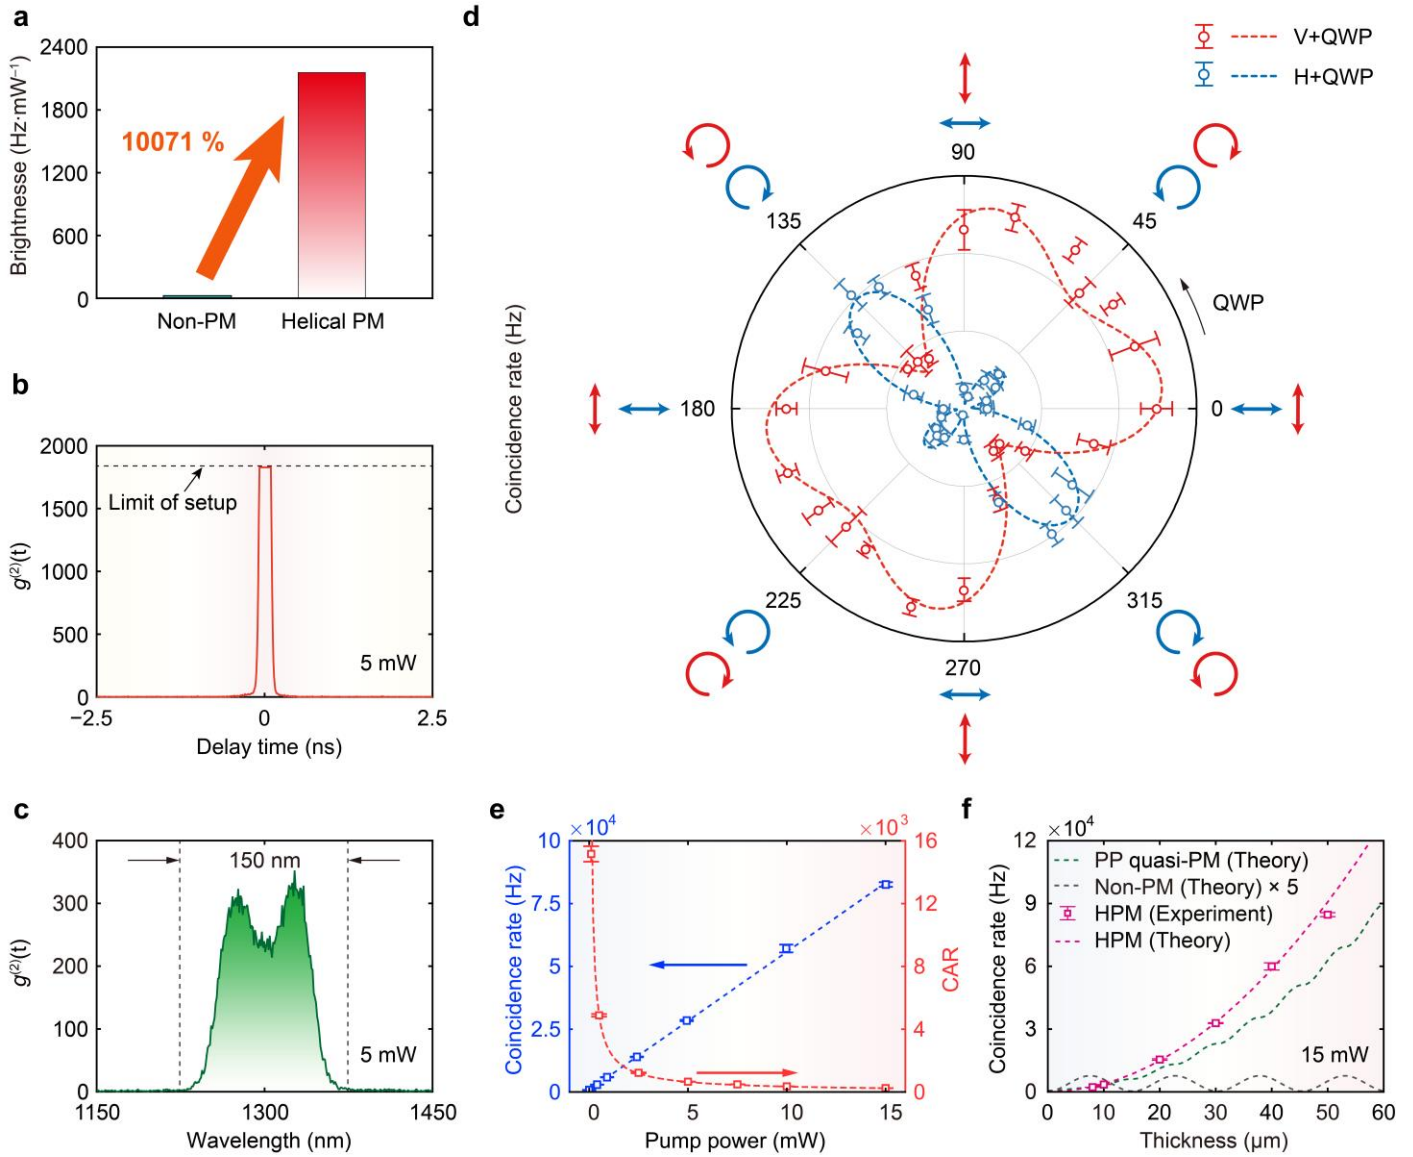 a
2400
1800
1200
600
0
Brightnesse (Hz·mW⁻¹)
10071 %
Non-PM
Helical PM
b
2000
1500
1000
500
0
g⁽²⁾(t)
Limit of setup
5 mW
−2.5
0
2.5
Delay time (ns)
c
400
300
200
100
0
g⁽²⁾(t)
150 nm
5 mW
1150
1300
1450
Wavelength (nm)
d
V+QWP
H+QWP
90
135
45
QWP
Coincidence rate (Hz)
180
0
225
315
270
e
×10⁴
×10³
10
7.5
5
2.5
0
Coincidence rate (Hz)
16
12
8
4
0
CAR
0
5
10
15
Pump power (mW)
f
×10⁴
12
9
6
3
0
Coincidence rate (Hz)
PP quasi-PM (Theory)
Non-PM (Theory) × 5
HPM (Experiment)
HPM (Theory)
15 mW
0
10
20
30
40
50
60
Thickness (μm)